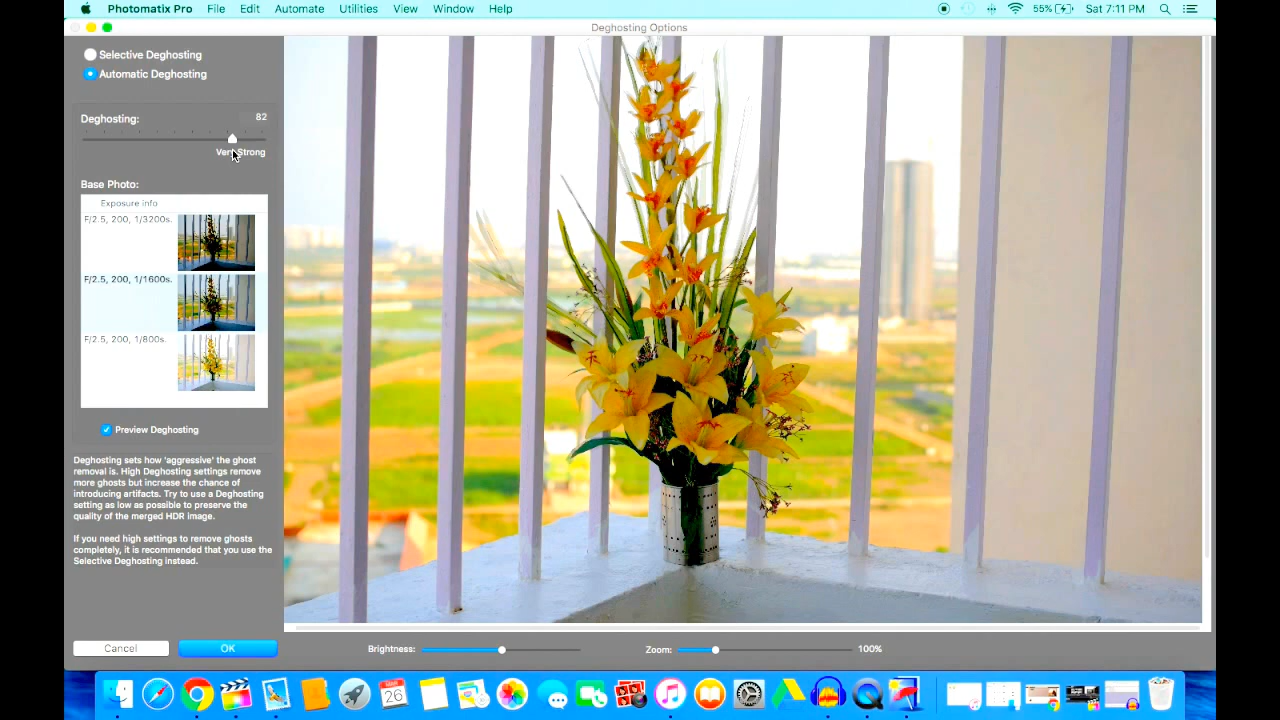 Photomatix Pro File Edit Automate Utilities View Window Help 55% Sat 7:11 PM
Deghosting Options
Selective Deghosting
Automatic Deghosting
Deghosting: 82
Very Strong
Base Photo:
Exposure info
F/2.5, 200, 1/3200s.
F/2.5, 200, 1/1600s.
F/2.5, 200, 1/800s.
Preview Deghosting
Deghosting sets how 'aggressive' the ghost
removal is. High Deghosting settings remove
more ghosts but increase the chance of
introducing artifacts. Try to use a Deghosting
setting as low as possible to preserve the
quality of the merged HDR image.
If you need high settings to remove ghosts
completely, it is recommended that you use the
Selective Deghosting instead.
Cancel OK Brightness: Zoom: 100%
26